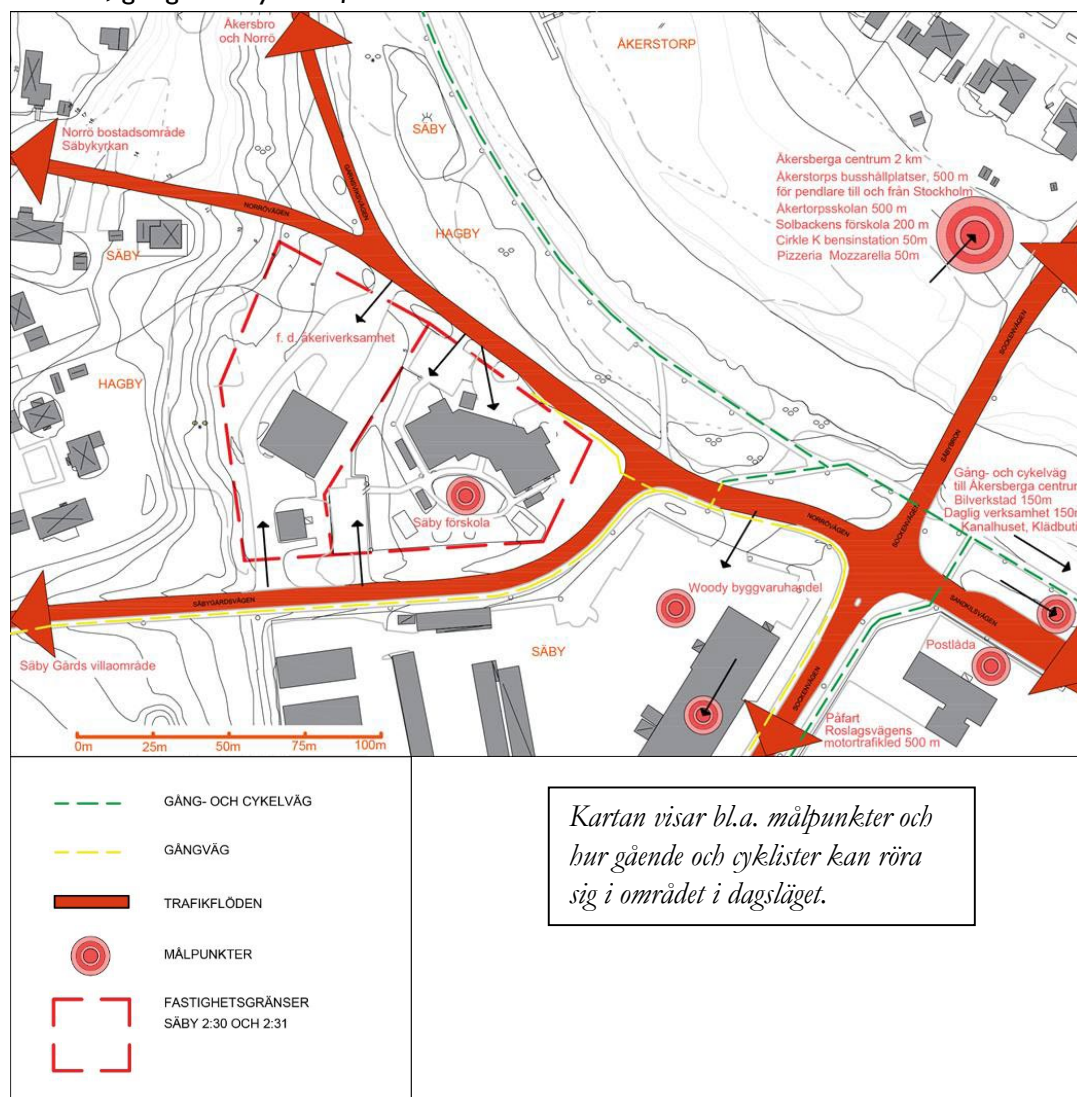 Åkersbro
och Norrö
ÅKERSTORP
Norrö bostadsområde
Säbykyrkan
SÄBY
Åkersberga centrum 2 km
Åkerstorps busshållplatser, 500 m
för pendlare till och från Stockholm
Åkertorpsskolan 500 m
Solbackens förskola 200 m
Cirkle K bensinstation 50m
Pizzeria Mozzarella 50m
NORRÖVÄGEN
HAGBY
SÄBY
f. d. åkeriverksamhet
HAGBY
SOCKENVÄGEN
SÄBYBRON
Gång- och cykelväg
till Åkersberga centrum
Bilverkstad 150m
Daglig verksamhet 150m
Kanalhuset, Klädbuti
Säby förskola
NORRÖVÄGEN
SOCKENVÄGEN
Woody byggvaruhandel
SÄBYGÅRDSVÄGEN
SANDKILSVÄGEN
Postlåda
SÄBY
Säby Gårds villaområde
SOCKENVÄGEN
Påfart
Roslagsvägens
motortrafikled 500 m
0m 25m 50m 75m 100m
GÅNG- OCH CYKELVÄG
GÅNGVÄG
TRAFIKFLÖDEN
MÅLPUNKTER
FASTIGHETSGRÄNSER
SÄBY 2:30 OCH 2:31
Kartan visar bl.a. målpunkter och
hur gående och cyklister kan röra
sig i området i dagsläget.